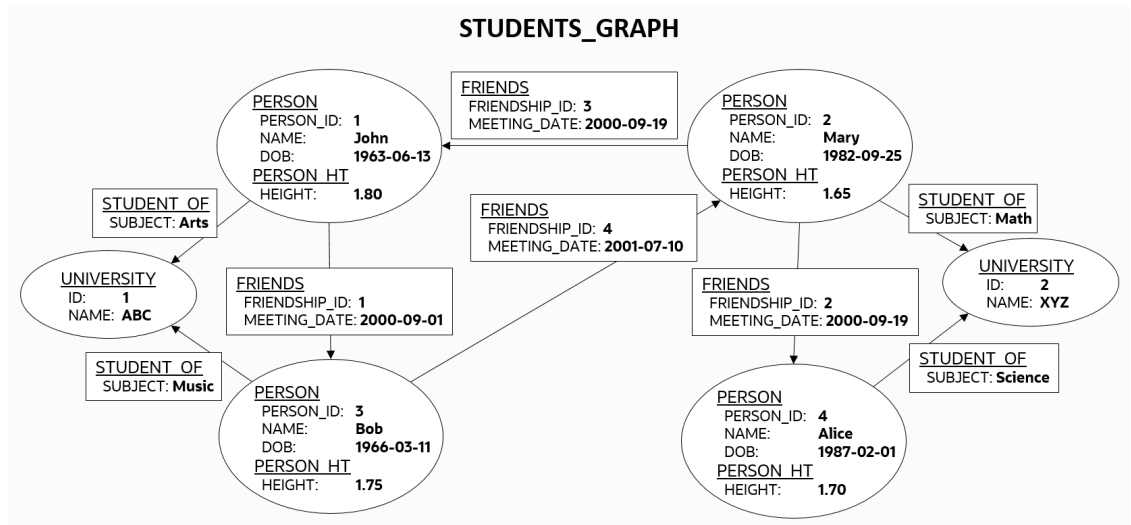 STUDENTS_GRAPH
FRIENDS
FRIENDSHIP_ID: 3
MEETING_DATE: 2000-09-19
PERSON
PERSON_ID: 1
NAME: John
DOB: 1963-06-13
PERSON_HT
HEIGHT: 1.80
PERSON
PERSON_ID: 2
NAME: Mary
DOB: 1982-09-25
PERSON_HT
HEIGHT: 1.65
STUDENT_OF
SUBJECT: Arts
FRIENDS
FRIENDSHIP_ID: 4
MEETING_DATE: 2001-07-10
STUDENT_OF
SUBJECT: Math
UNIVERSITY
ID: 1
NAME: ABC
FRIENDS
FRIENDSHIP_ID: 1
MEETING_DATE: 2000-09-01
FRIENDS
FRIENDSHIP_ID: 2
MEETING_DATE: 2000-09-19
UNIVERSITY
ID: 2
NAME: XYZ
STUDENT_OF
SUBJECT: Music
STUDENT_OF
SUBJECT: Science
PERSON
PERSON_ID: 3
NAME: Bob
DOB: 1966-03-11
PERSON_HT
HEIGHT: 1.75
PERSON
PERSON_ID: 4
NAME: Alice
DOB: 1987-02-01
PERSON_HT
HEIGHT: 1.70